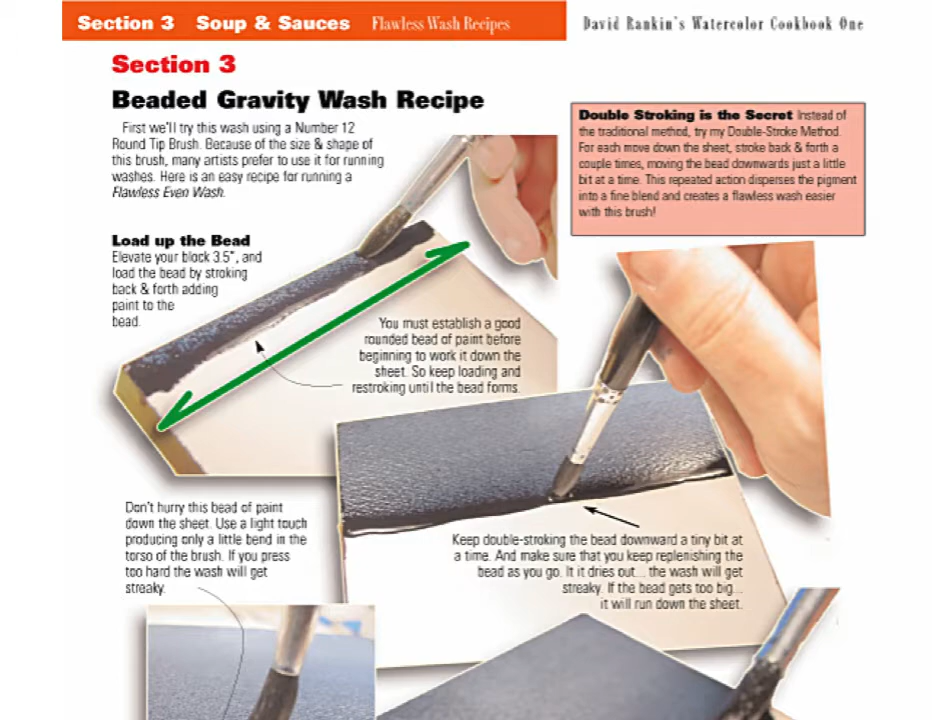 Section 3 Soup & Sauces Flawless Wash Recipes
David Rankin's Watercolor Cookbook One
Section 3
Beaded Gravity Wash Recipe
First we'll try this wash using a Number 12
Round Tip Brush. Because of the size & shape of
this brush, many artists prefer to use it for running
washes. Here is an easy recipe for running a
Flawless Even Wash.
Double Stroking is the Secret Instead of
the traditional method, try my Double-Stroke Method.
For each move down the sheet, stroke back & forth a
couple times, moving the bead downwards just a little
bit at a time. This repeated action disperses the pigment
into a fine blend and creates a flawless wash easier
with this brush!
Load up the Bead
Elevate your block 3.5", and
load the bead by stroking
back & forth adding
paint to the
bead.
You must establish a good
rounded bead of paint before
beginning to work it down the
sheet. So keep loading and
restroking until the bead forms.
Don't hurry this bead of paint
down the sheet. Use a light touch
producing only a little bend in the
torso of the brush. If you press
too hard the wash will get
streaky.
Keep double-stroking the bead downward a tiny bit at
a time. And make sure that you keep replenishing the
bead as you go. It it dries out... the wash will get
streaky. If the bead gets too big...
it will run down the sheet.